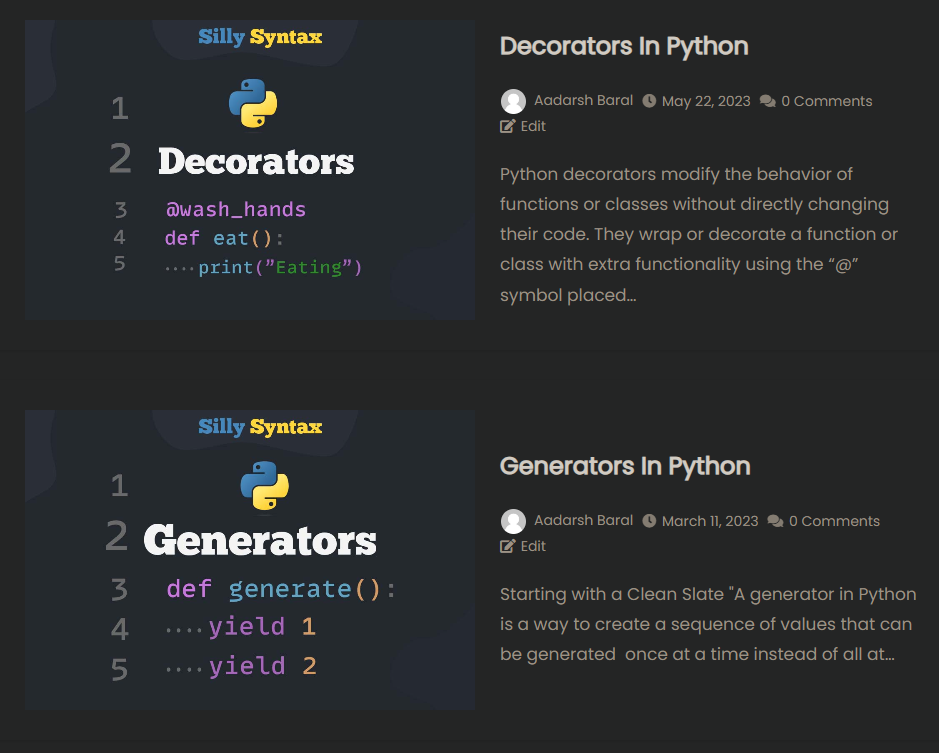 Silly Syntax
1
2 Decorators
3 @wash_hands
4 def eat():
5 ····print("Eating")
Decorators In Python
Aadarsh Baral May 22, 2023 0 Comments
Edit
Python decorators modify the behavior of
functions or classes without directly changing
their code. They wrap or decorate a function or
class with extra functionality using the “@”
symbol placed...
Silly Syntax
1
2 Generators
3 def generate():
4 ····yield 1
5 ····yield 2
Generators In Python
Aadarsh Baral March 11, 2023 0 Comments
Edit
Starting with a Clean Slate "A generator in Python
is a way to create a sequence of values that can
be generated  once at a time instead of all at...